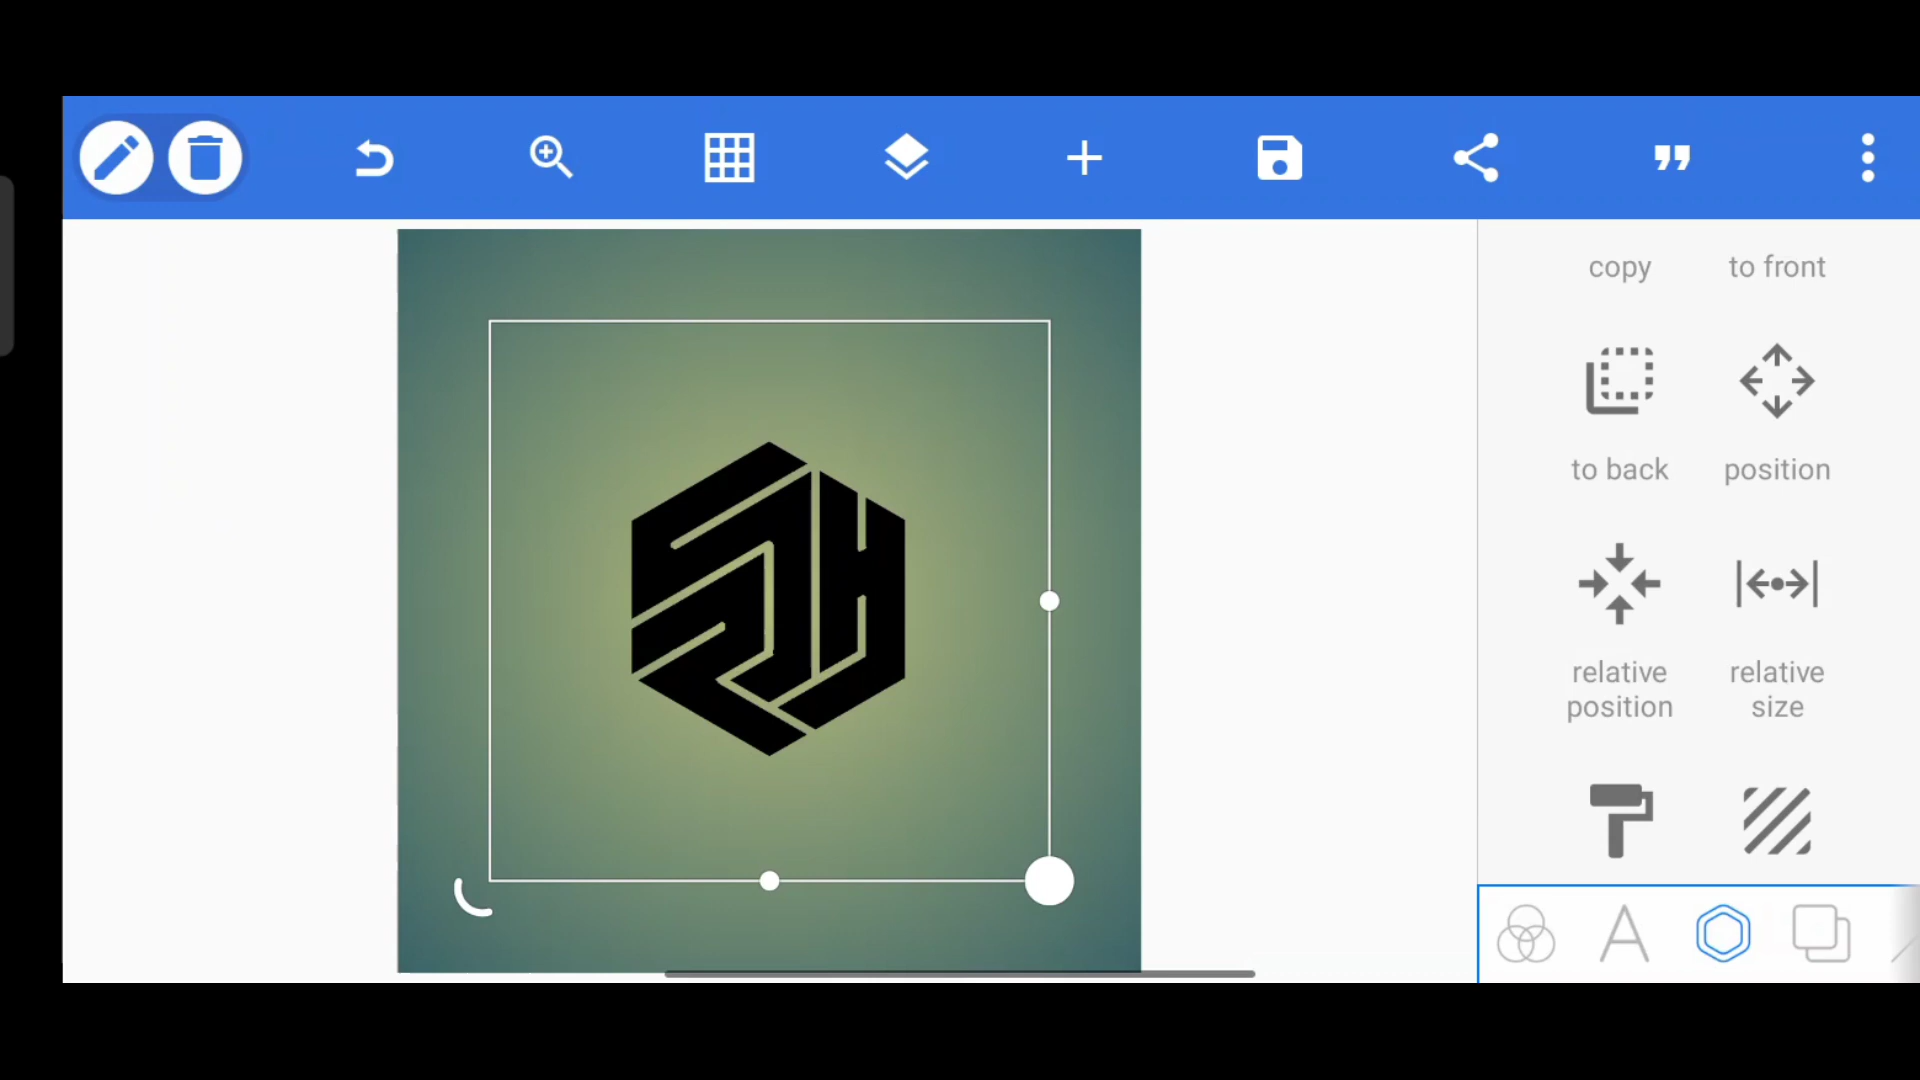 copy
to front
to back
position
relative
position
relative
size